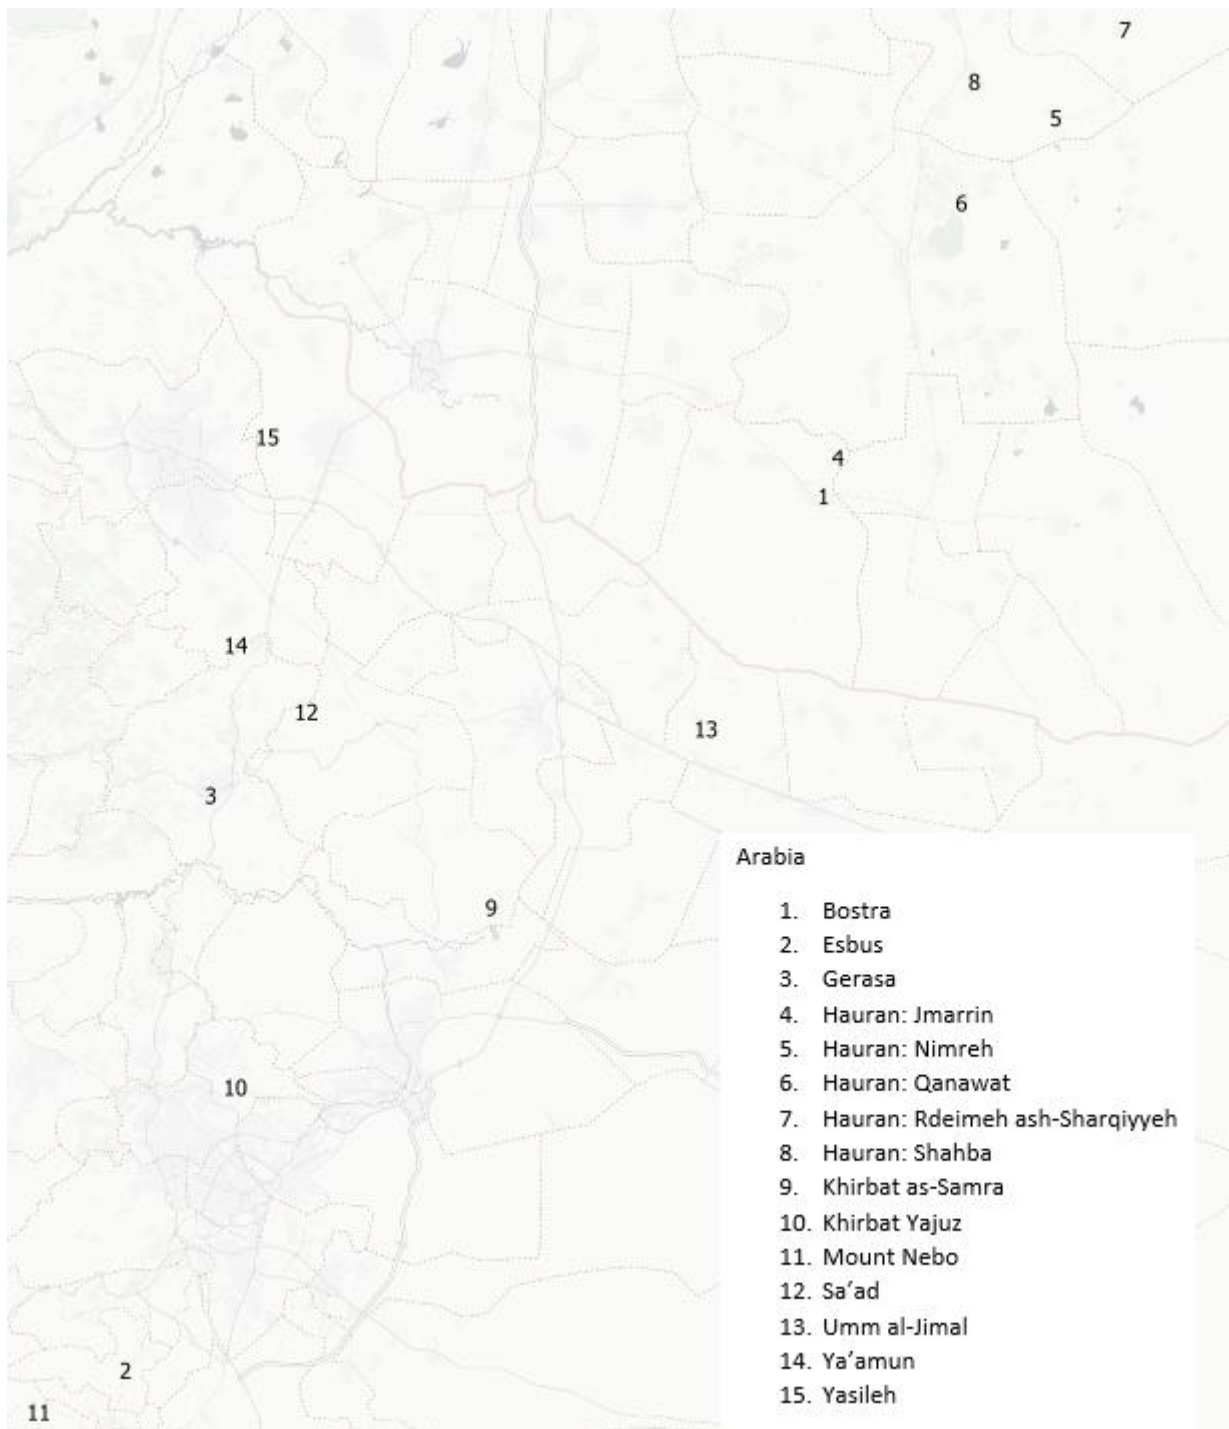 7
8
5
6
15
4
1
14
12
13
3
9
10
2
11
Arabia
1. Bostra
2. Esbus
3. Gerasa
4. Hauran: Jmarrin
5. Hauran: Nimreh
6. Hauran: Qanawat
7. Hauran: Rdeimeh ash-Sharqiyyeh
8. Hauran: Shahba
9. Khirbat as-Samra
10. Khirbat Yajuz
11. Mount Nebo
12. Sa’ad
13. Umm al-Jimal
14. Ya’amun
15. Yasileh